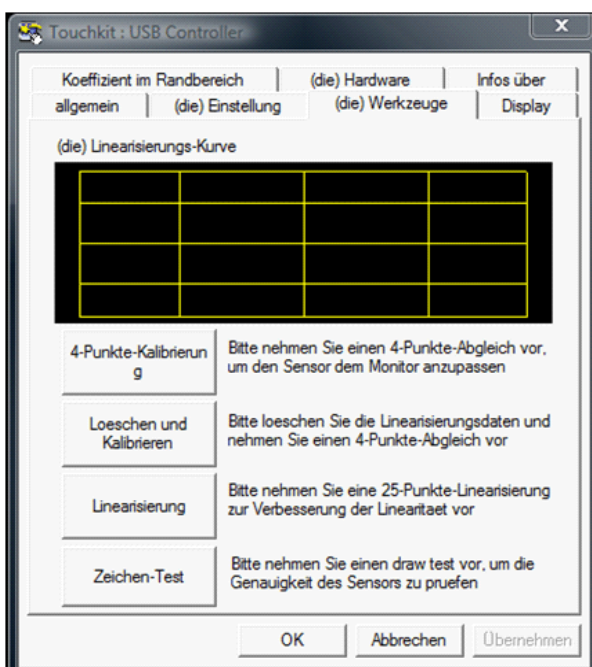 Touchkit : USB Controller
Koeffizient im Randbereich (die) Hardware Infos über
allgemein (die) Einstellung (die) Werkzeuge Display
(die) Linearisierungs-Kurve
4-Punkte-Kalibrierun
g
Bitte nehmen Sie einen 4-Punkte-Abgleich vor,
um den Sensor dem Monitor anzupassen
Loeschen und
Kalibrieren
Bitte loeschen Sie die Linearisierungsdaten und
nehmen Sie einen 4-Punkte-Abgleich vor
Linearisierung
Bitte nehmen Sie eine 25-Punkte-Linearisierung
zur Verbesserung der Linearitaet vor
Zeichen-Test
Bitte nehmen Sie einen draw test vor, um die
Genauigkeit des Sensors zu pruefen
OK Abbrechen Übernehmen